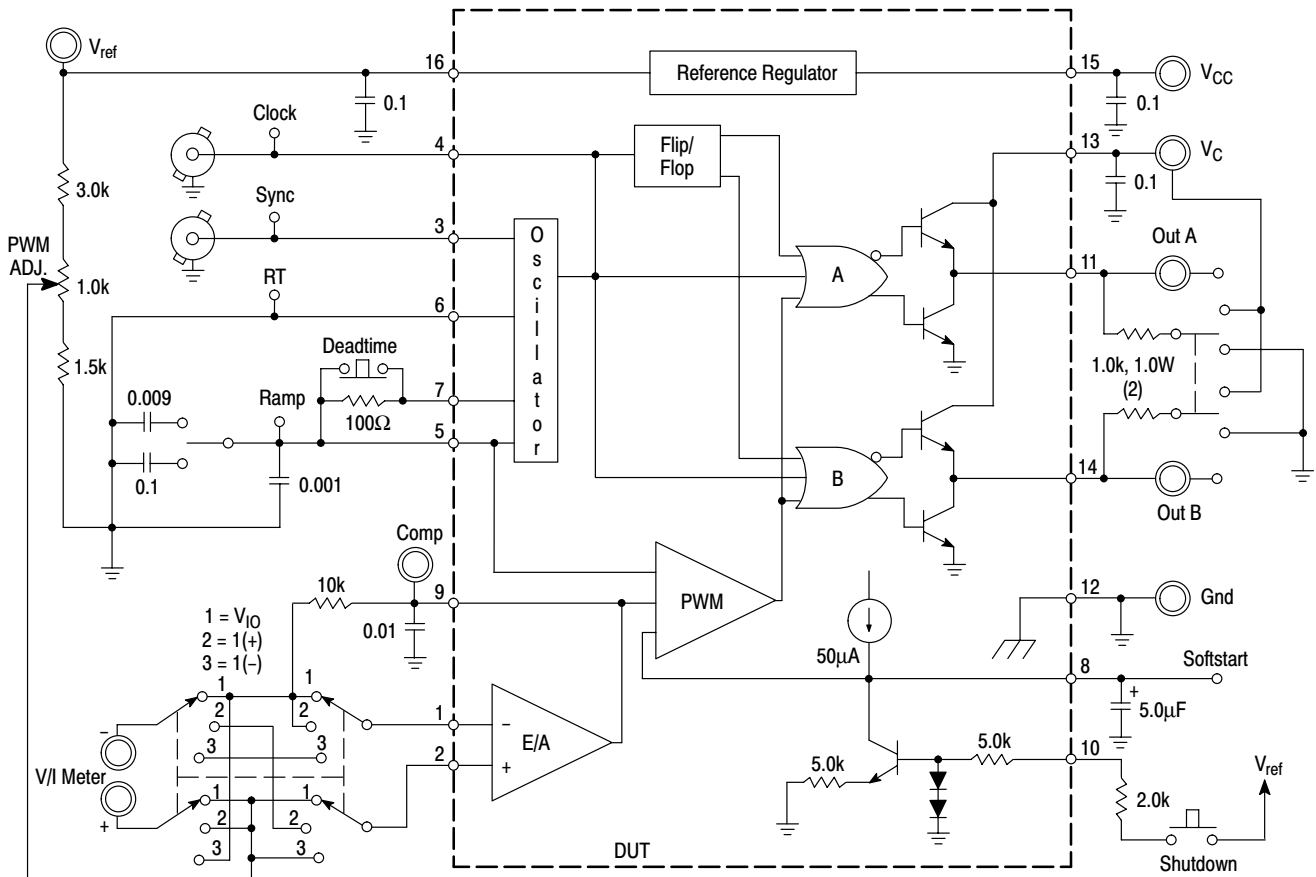 Vref
16
Reference Regulator
15
VCC
0.1
0.1
Clock
4
Flip/
Flop
13
VC
0.1
3.0k
Sync
3
Oscillator
PWM
ADJ.
1.0k
RT
6
A
11
Out A
1.5k
Deadtime
7
100Ω
1.0k, 1.0W
(2)
0.009
Ramp
5
0.1
0.001
B
14
Out B
Comp
10k
9
PWM
12
Gnd
1 = VIO
2 = 1(+)
3 = 1(−)
0.01
50µA
8
Softstart
+
5.0µF
1
1
2
2
3
3
−
V/I Meter
+
1
−
E/A
2
+
5.0k
5.0k
10
Vref
2.0k
1
1
2
2
3
3
DUT
Shutdown